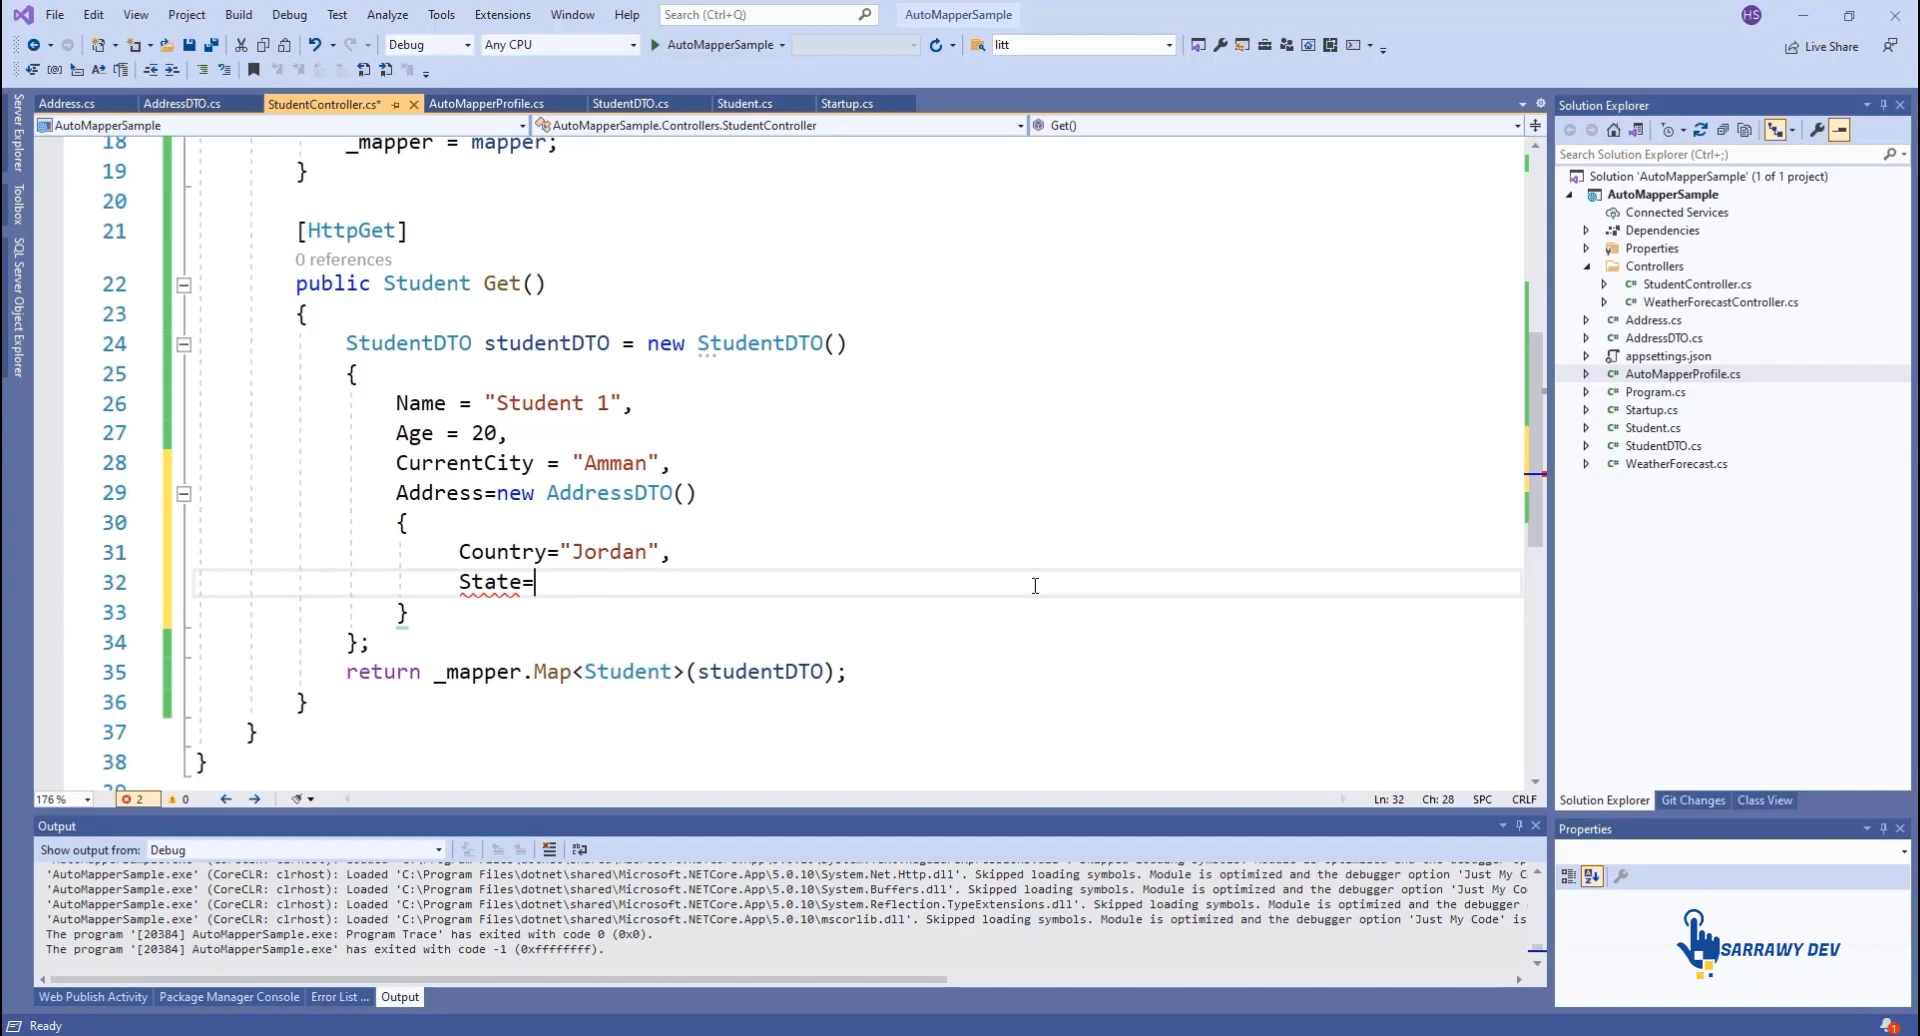 File Edit View Project Build Debug Test Analyze Tools Extensions Window Help Search (Ctrl+Q) AutoMapperSample HS
Debug Any CPU AutoMapperSample litt Live Share
Address.cs AddressDTO.cs StudentController.cs* AutoMapperProfile.cs StudentDTO.cs Student.cs Startup.cs
AutoMapperSample AutoMapperSample.Controllers.StudentController Get()
Server Explorer
Toolbox
SQL Server Object Explorer
18 _mapper = mapper;
19 }
20
21 [HttpGet]
0 references
22 public Student Get()
23 {
24 StudentDTO studentDTO = new StudentDTO()
25 {
26 Name = "Student 1",
27 Age = 20,
28 CurrentCity = "Amman",
29 Address=new AddressDTO()
30 {
31 Country="Jordan",
32 State=
33 }
34 };
35 return _mapper.Map<Student>(studentDTO);
36 }
37 }
38 }
176 % 2 0 Ln: 32 Ch: 28 SPC CRLF
Output
Show output from: Debug
'AutoMapperSample.exe' (CoreCLR: clrhost): Loaded 'C:\Program Files\dotnet\shared\Microsoft.NETCore.App\5.0.10\System.Net.Http.dll'. Skipped loading symbols. Module is optimized and the debugger option 'Just My C
'AutoMapperSample.exe' (CoreCLR: clrhost): Loaded 'C:\Program Files\dotnet\shared\Microsoft.NETCore.App\5.0.10\System.Buffers.dll'. Skipped loading symbols. Module is optimized and the debugger option 'Just My Co
'AutoMapperSample.exe' (CoreCLR: clrhost): Loaded 'C:\Program Files\dotnet\shared\Microsoft.NETCore.App\5.0.10\System.Reflection.TypeExtensions.dll'. Skipped loading symbols. Module is optimized and the debugger
'AutoMapperSample.exe' (CoreCLR: clrhost): Loaded 'C:\Program Files\dotnet\shared\Microsoft.NETCore.App\5.0.10\mscorlib.dll'. Skipped loading symbols. Module is optimized and the debugger option 'Just My Code' is
The program '[20384] AutoMapperSample.exe: Program Trace' has exited with code 0 (0x0).
The program '[20384] AutoMapperSample.exe' has exited with code -1 (0xffffffff).
Web Publish Activity Package Manager Console Error List ... Output
Ready
Solution Explorer
Search Solution Explorer (Ctrl+;)
Solution 'AutoMapperSample' (1 of 1 project)
AutoMapperSample
Connected Services
Dependencies
Properties
Controllers
C# StudentController.cs
C# WeatherForecastController.cs
C# Address.cs
C# AddressDTO.cs
appsettings.json
C# AutoMapperProfile.cs
C# Program.cs
C# Startup.cs
C# Student.cs
C# StudentDTO.cs
C# WeatherForecast.cs
Solution Explorer Git Changes Class View
Properties
SARRAWY DEV
1